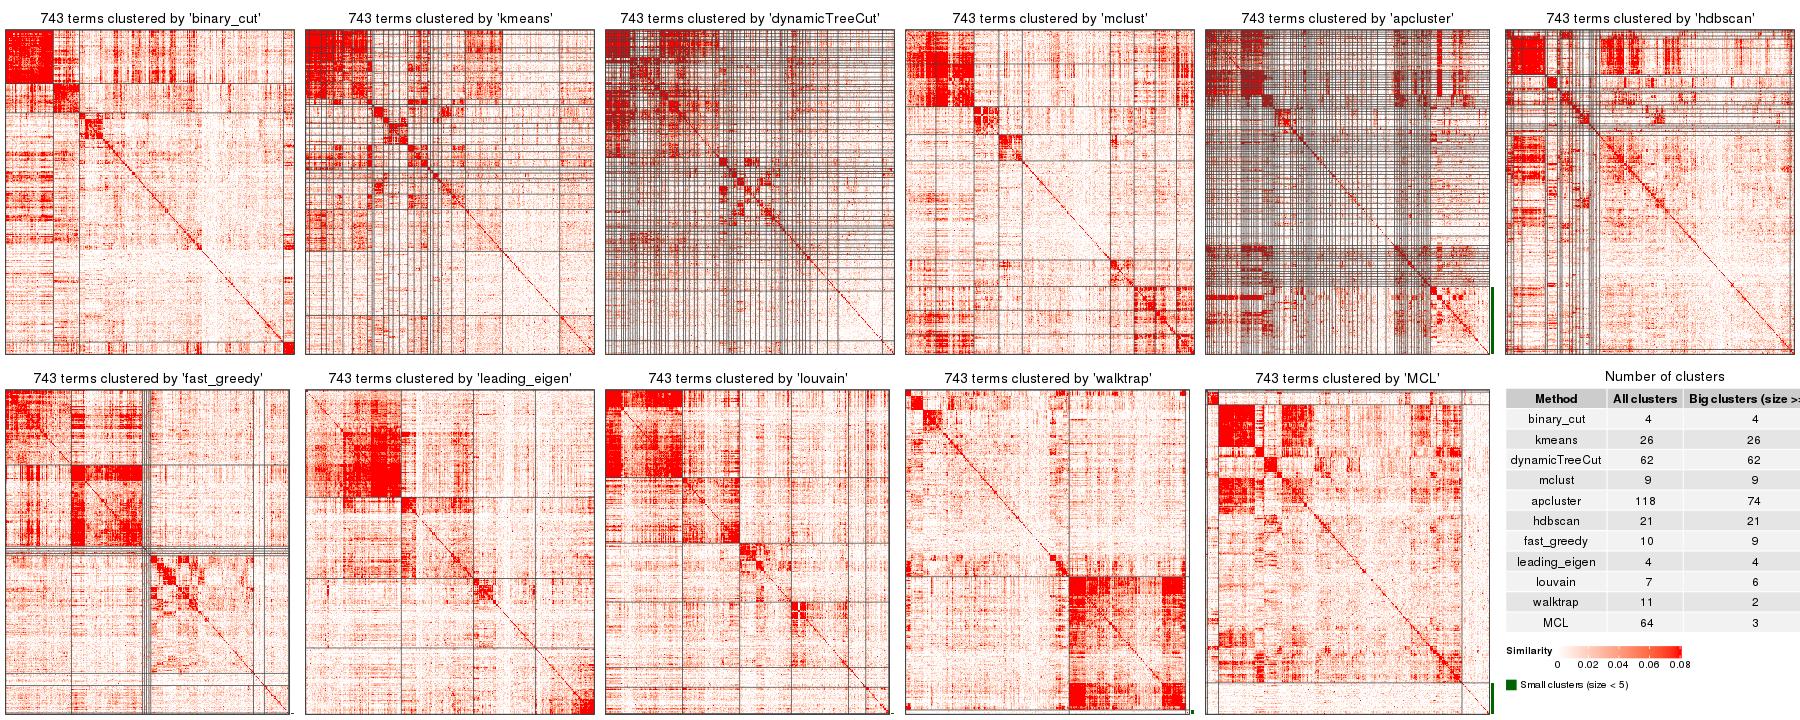 743 terms clustered by 'binary_cut'
743 terms clustered by 'kmeans'
743 terms clustered by 'dynamicTreeCut'
743 terms clustered by 'mclust'
743 terms clustered by 'apcluster'
743 terms clustered by 'hdbscan'
743 terms clustered by 'fast_greedy'
743 terms clustered by 'leading_eigen'
743 terms clustered by 'louvain'
743 terms clustered by 'walktrap'
743 terms clustered by 'MCL'
Number of clusters
Method All clusters Big clusters (size >
binary_cut 4 4
kmeans 26 26
dynamicTreeCut 62 62
mclust 9 9
apcluster 118 74
hdbscan 21 21
fast_greedy 10 9
leading_eigen 4 4
louvain 7 6
walktrap 11 2
MCL 64 3
Similarity
0 0.02 0.04 0.06 0.08
Small clusters (size < 5)